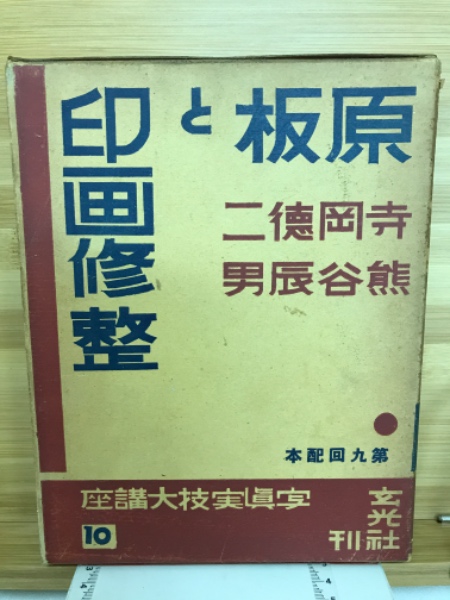 原板と
印画修整
寺岡徳二
熊谷辰男
第九回配本
写眞実技大講座
10
玄光社
刊